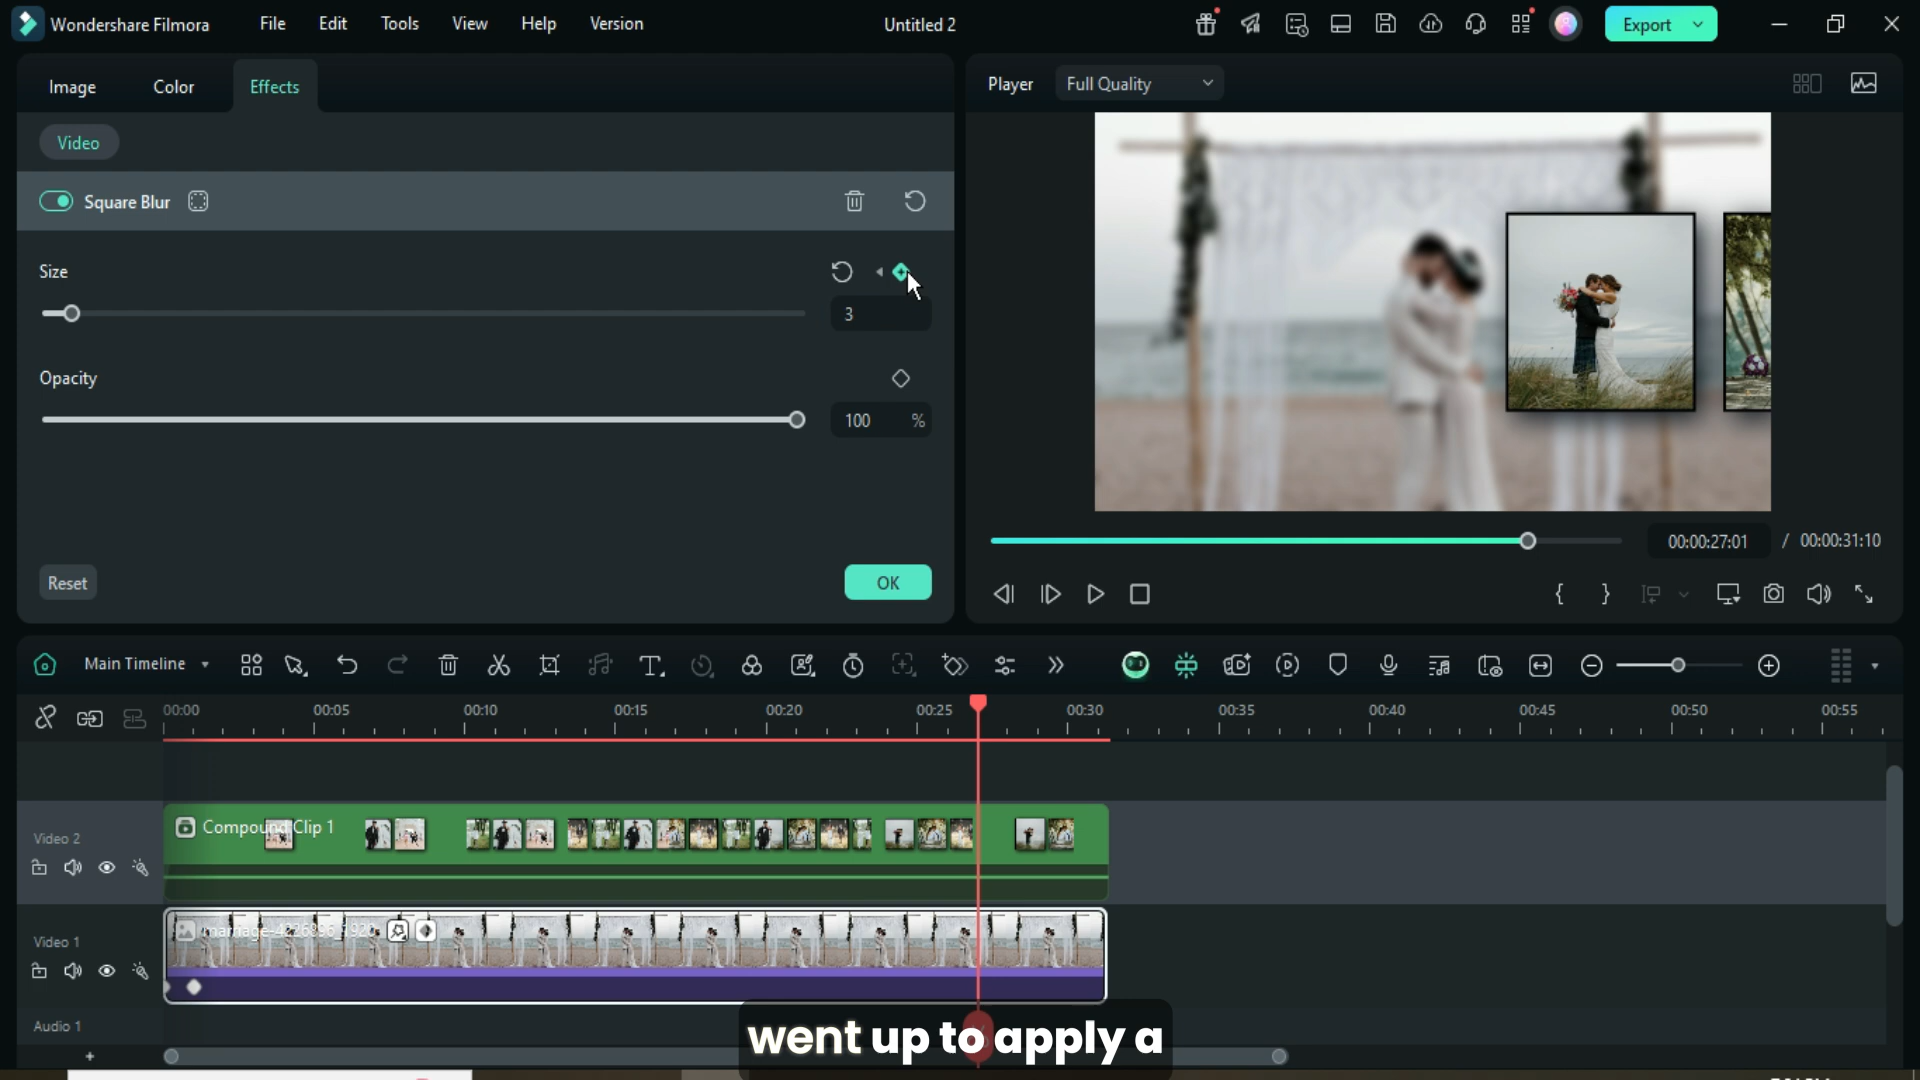 Wondershare Filmora
File
Edit
Tools
View
Help
Version
Untitled 2
Export
Image
Color
Effects
Player
Full Quality
Video
Square Blur
Size
3
Opacity
100 %
Reset
OK
00:00:27:01 / 00:00:31:10
Main Timeline
00:00
00:05
00:10
00:15
00:20
00:25
00:30
00:35
00:40
00:45
00:50
00:55
Video 2
Compound Clip 1
Video 1
marriage-4226896_1920
Audio 1
went up to apply a